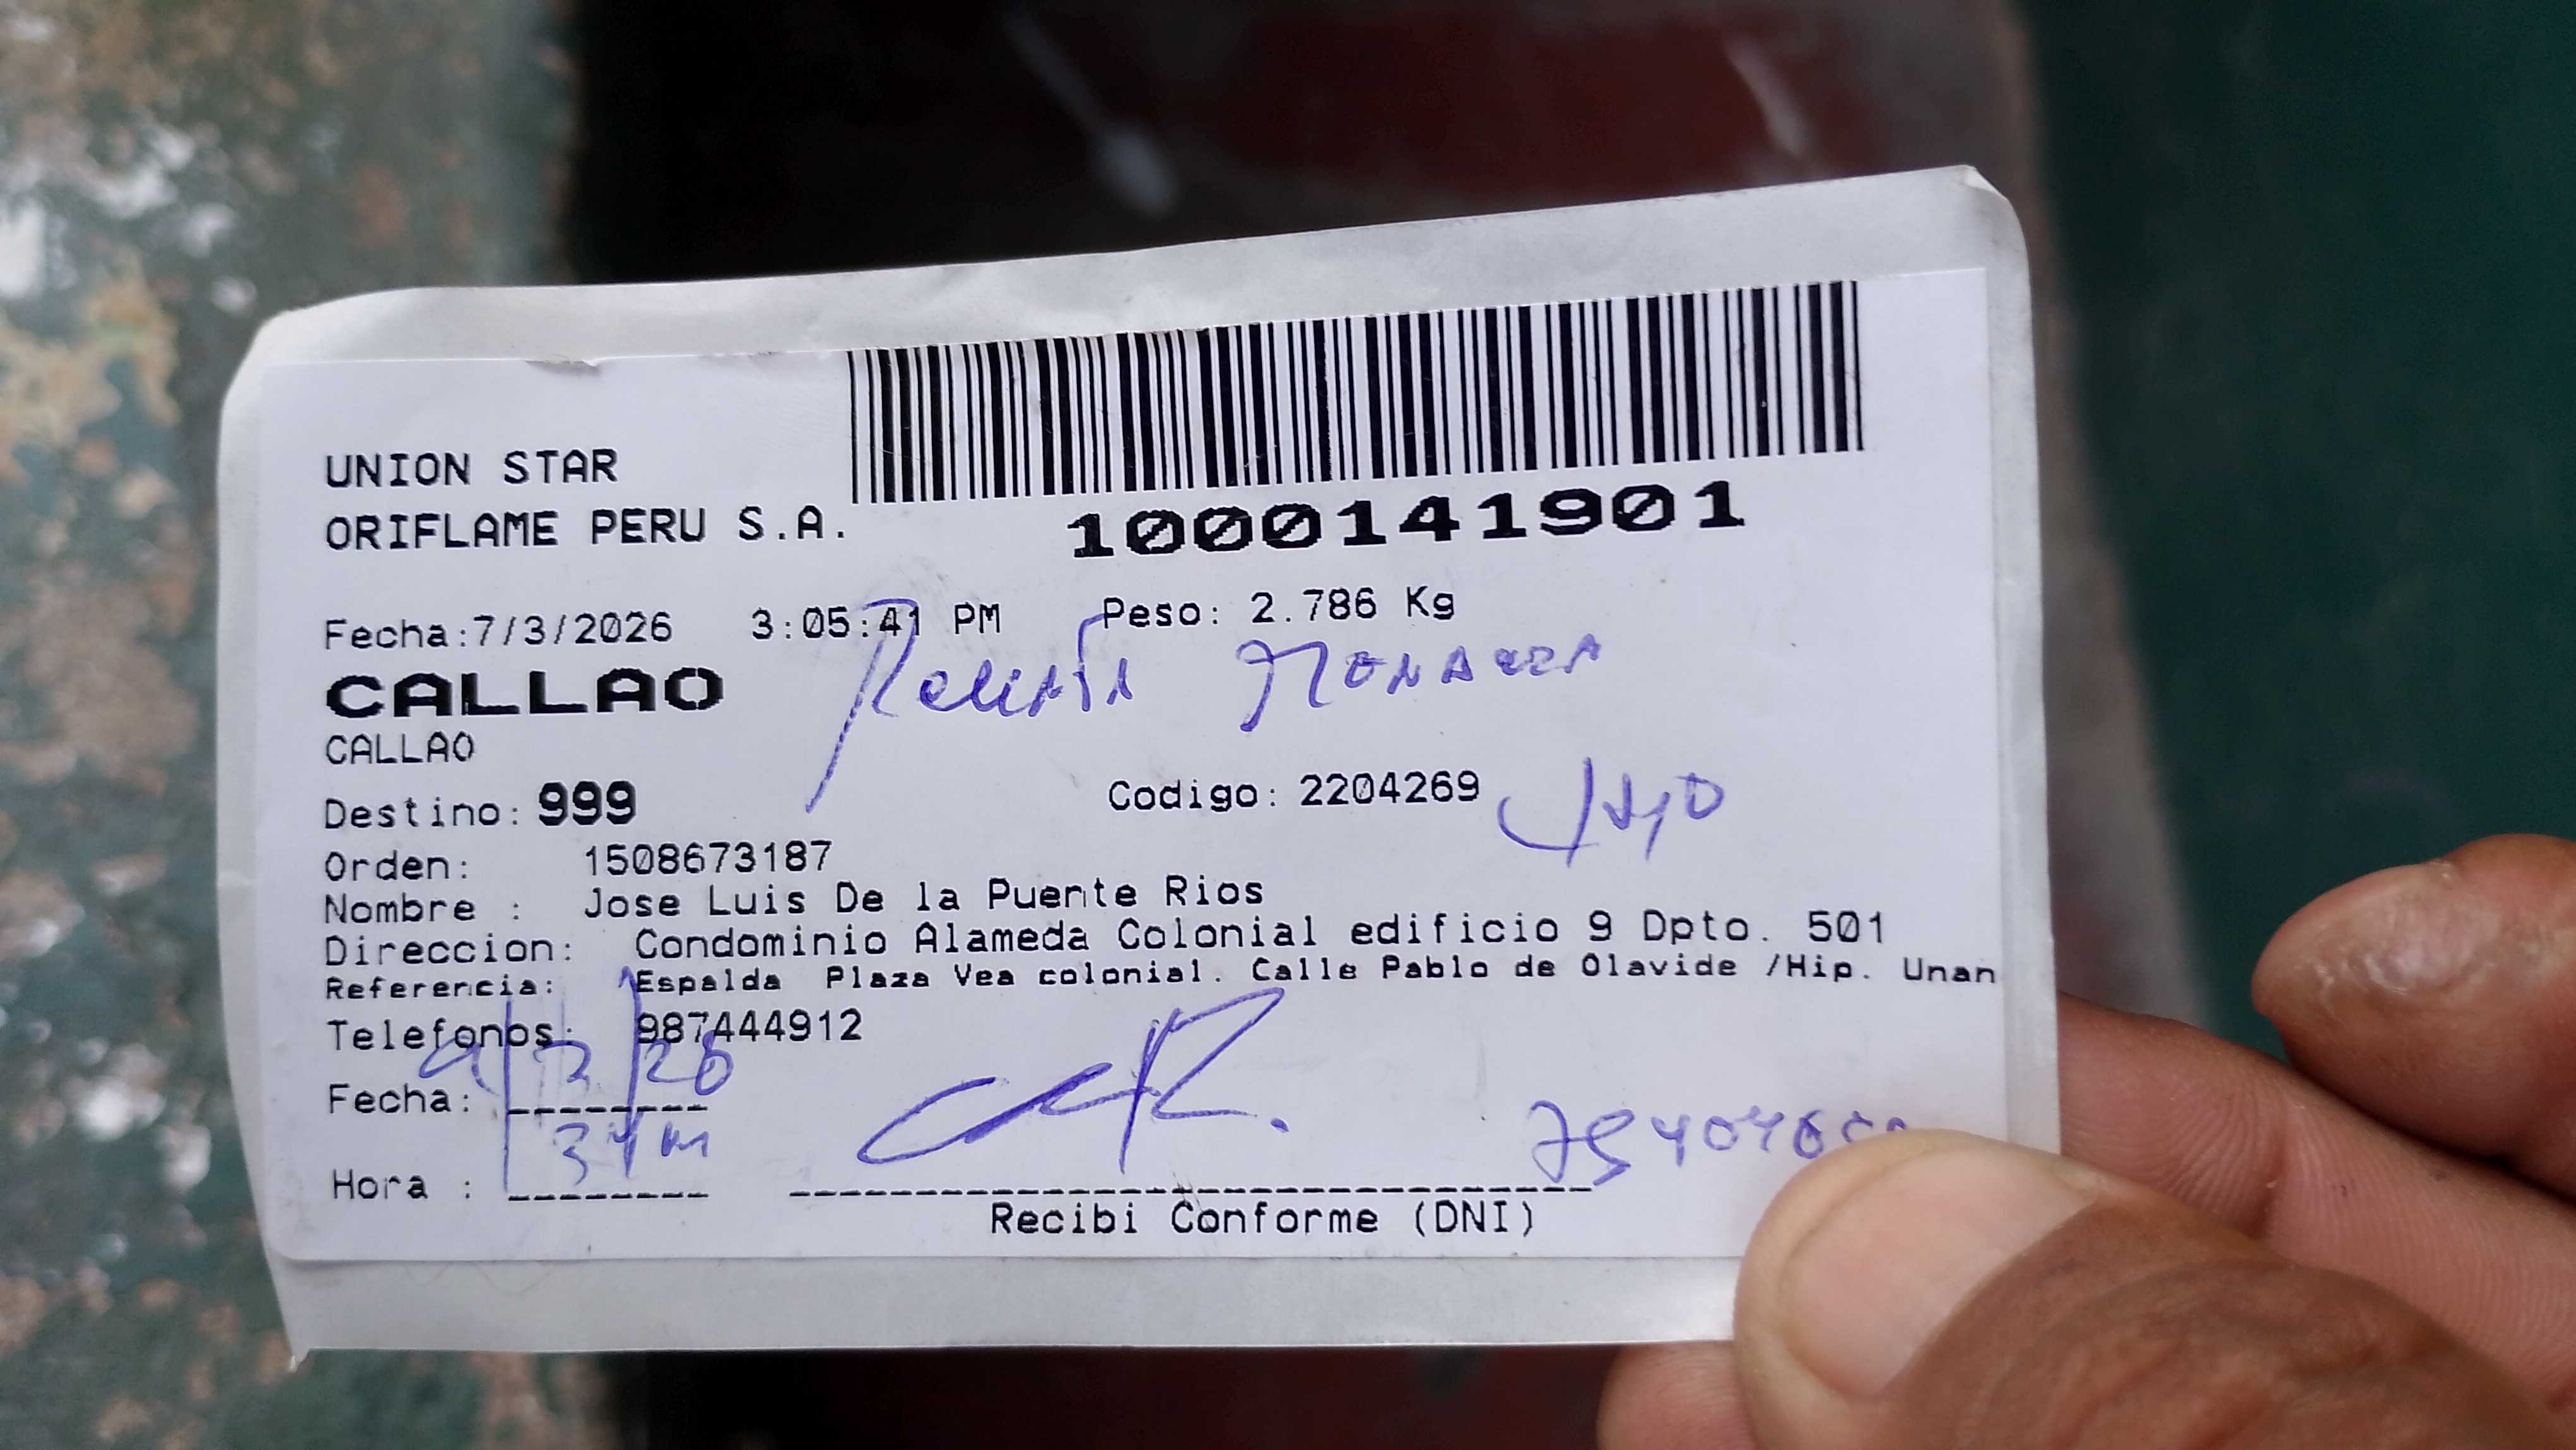 UNION STAR
ORIFLAME PERU S.A.
1000141901
Fecha:7/3/2026 3:05:41 PM Peso: 2.786 Kg
CALLAO
CALLAO
Destino: 999 Codigo: 2204269
Orden: 1508673187
Nombre : Jose Luis De la Puente Rios
Direccion: Condominio Alameda Colonial edificio 9 Dpto. 501
Referencia: Espalda Plaza Vea colonial. Calle Pablo de Olavide /Hip. Unan
Telefonos: 987444912
Fecha: 9/3/26
Hora :
Recibi Conforme (DNI)